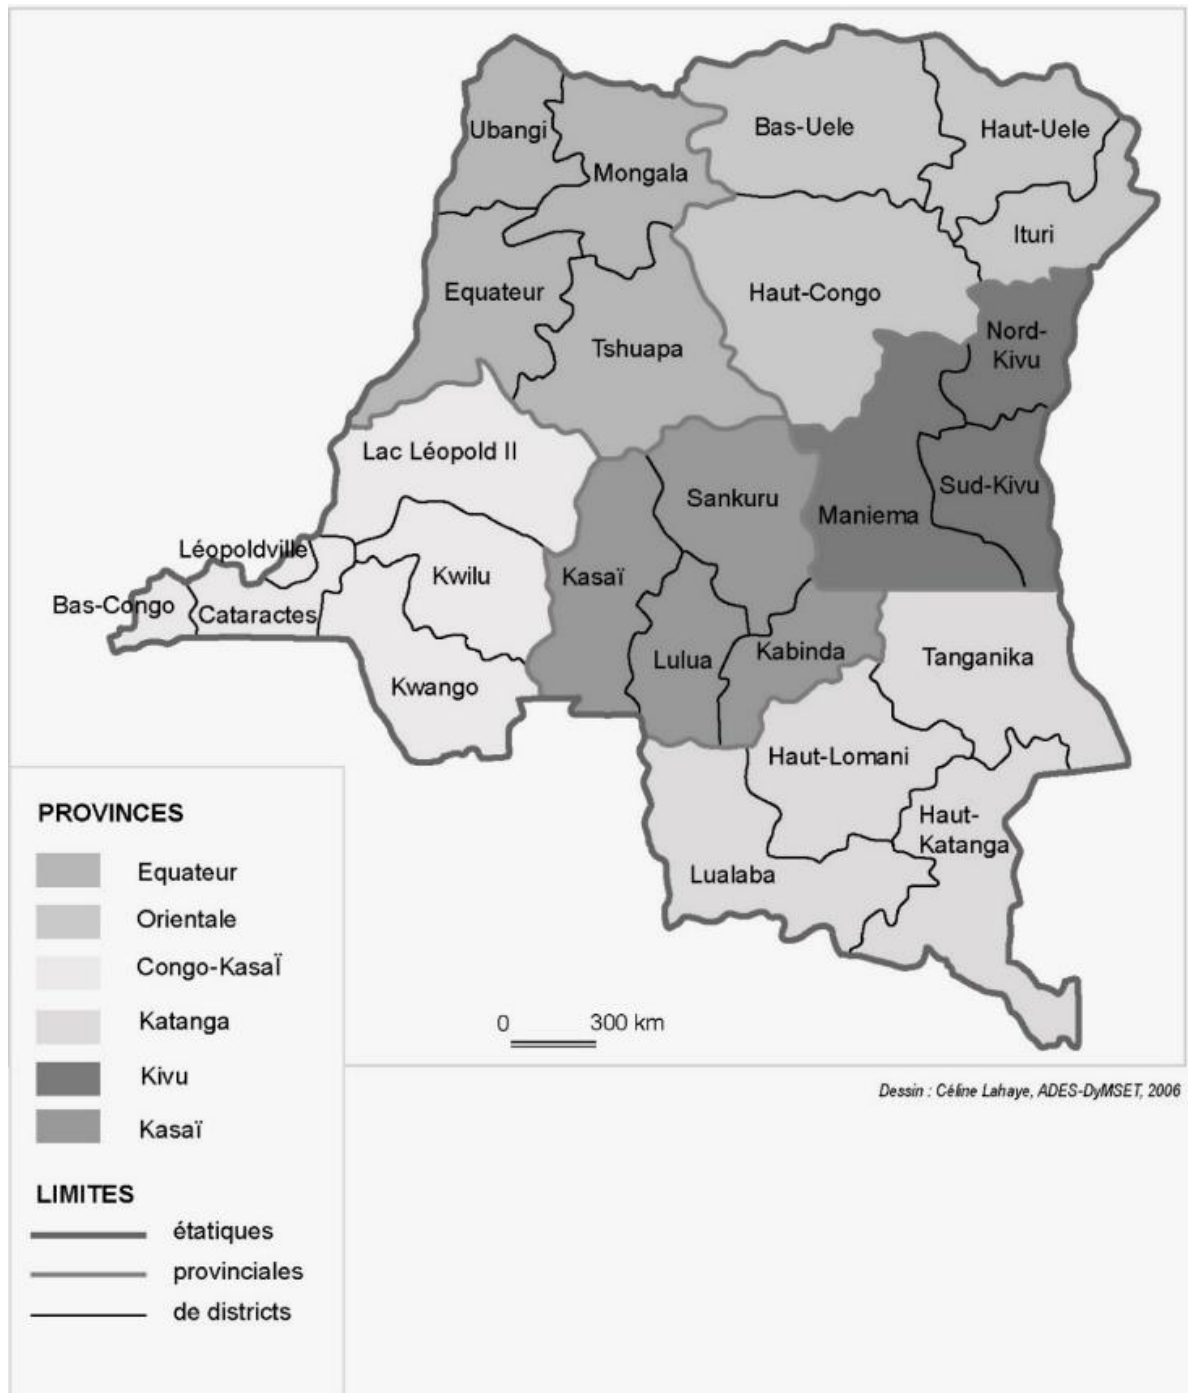 Ubangi
Mongala
Bas-Uele
Haut-Uele
Ituri
Equateur
Tshuapa
Haut-Congo
Nord-
Kivu
Lac Léopold II
Sankuru
Sud-Kivu
Maniema
Léopoldville
Kwilu
Kasaï
Bas-Congo
Cataractes
Lulua
Kabinda
Tanganika
Kwango
Haut-Lomani
Haut-
Katanga
Lualaba
PROVINCES
Equateur
Orientale
Congo-KasaÏ
Katanga
Kivu
Kasaï
0 300 km
Dessin : Céline Lahaye, ADES-DyMSET, 2006
LIMITES
étatiques
provinciales
de districts